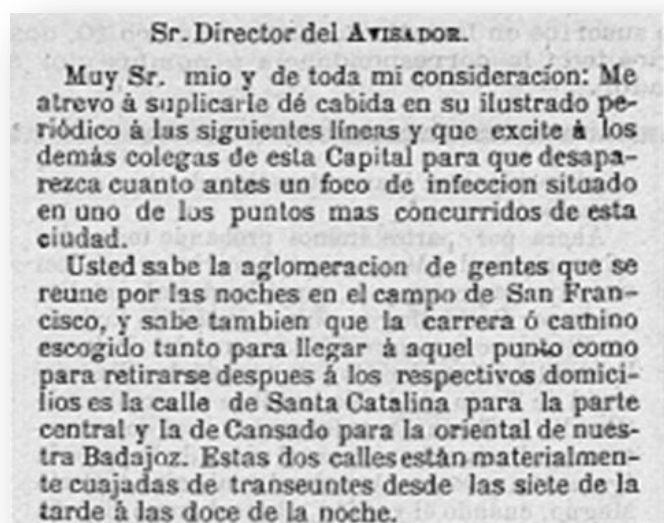 Sr. Director del AVISADOR.
Muy Sr. mio y de toda mi consideracion: Me
atrevo á suplicarle dé cabida en su ilustrado pe-
riódico á las siguientes líneas y que excite á los
demás colegas de esta Capital para que desapa-
rezca cuanto antes un foco de infeccion situado
en uno de los puntos mas concurridos de esta
ciudad.
Usted sabe la aglomeracion de gentes que se
reune por las noches en el campo de San Fran-
cisco, y sabe tambien que la carrera ó camino
escogido tanto para llegar á aquel punto como
para retirarse despues á los respectivos domici-
lios es la calle de Santa Catalina para la parte
central y la de Cansado para la oriental de nues-
tra Badajoz. Estas dos calles están materialmen-
te cuajadas de transeuntes desde las siete de la
tarde á las doce de la noche.